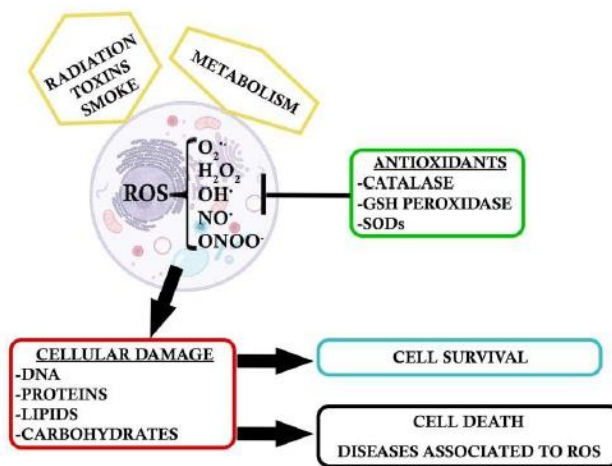 RADIATION
TOXINS
SMOKE
METABOLISM
ROS
O₂•⁻
H₂O₂
OH•
NO•
ONOO⁻
ANTIOXIDANTS
-CATALASE
-GSH PEROXIDASE
-SODs
CELLULAR DAMAGE
-DNA
-PROTEINS
-LIPIDS
-CARBOHYDRATES
CELL SURVIVAL
CELL DEATH
DISEASES ASSOCIATED TO ROS